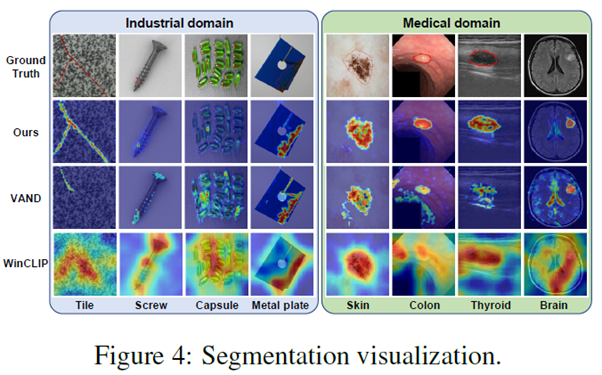 Industrial domain
Medical domain
Ground
Truth
Ours
VAND
WinCLIP
Tile Screw Capsule Metal plate
Skin Colon Thyroid Brain
Figure 4: Segmentation visualization.